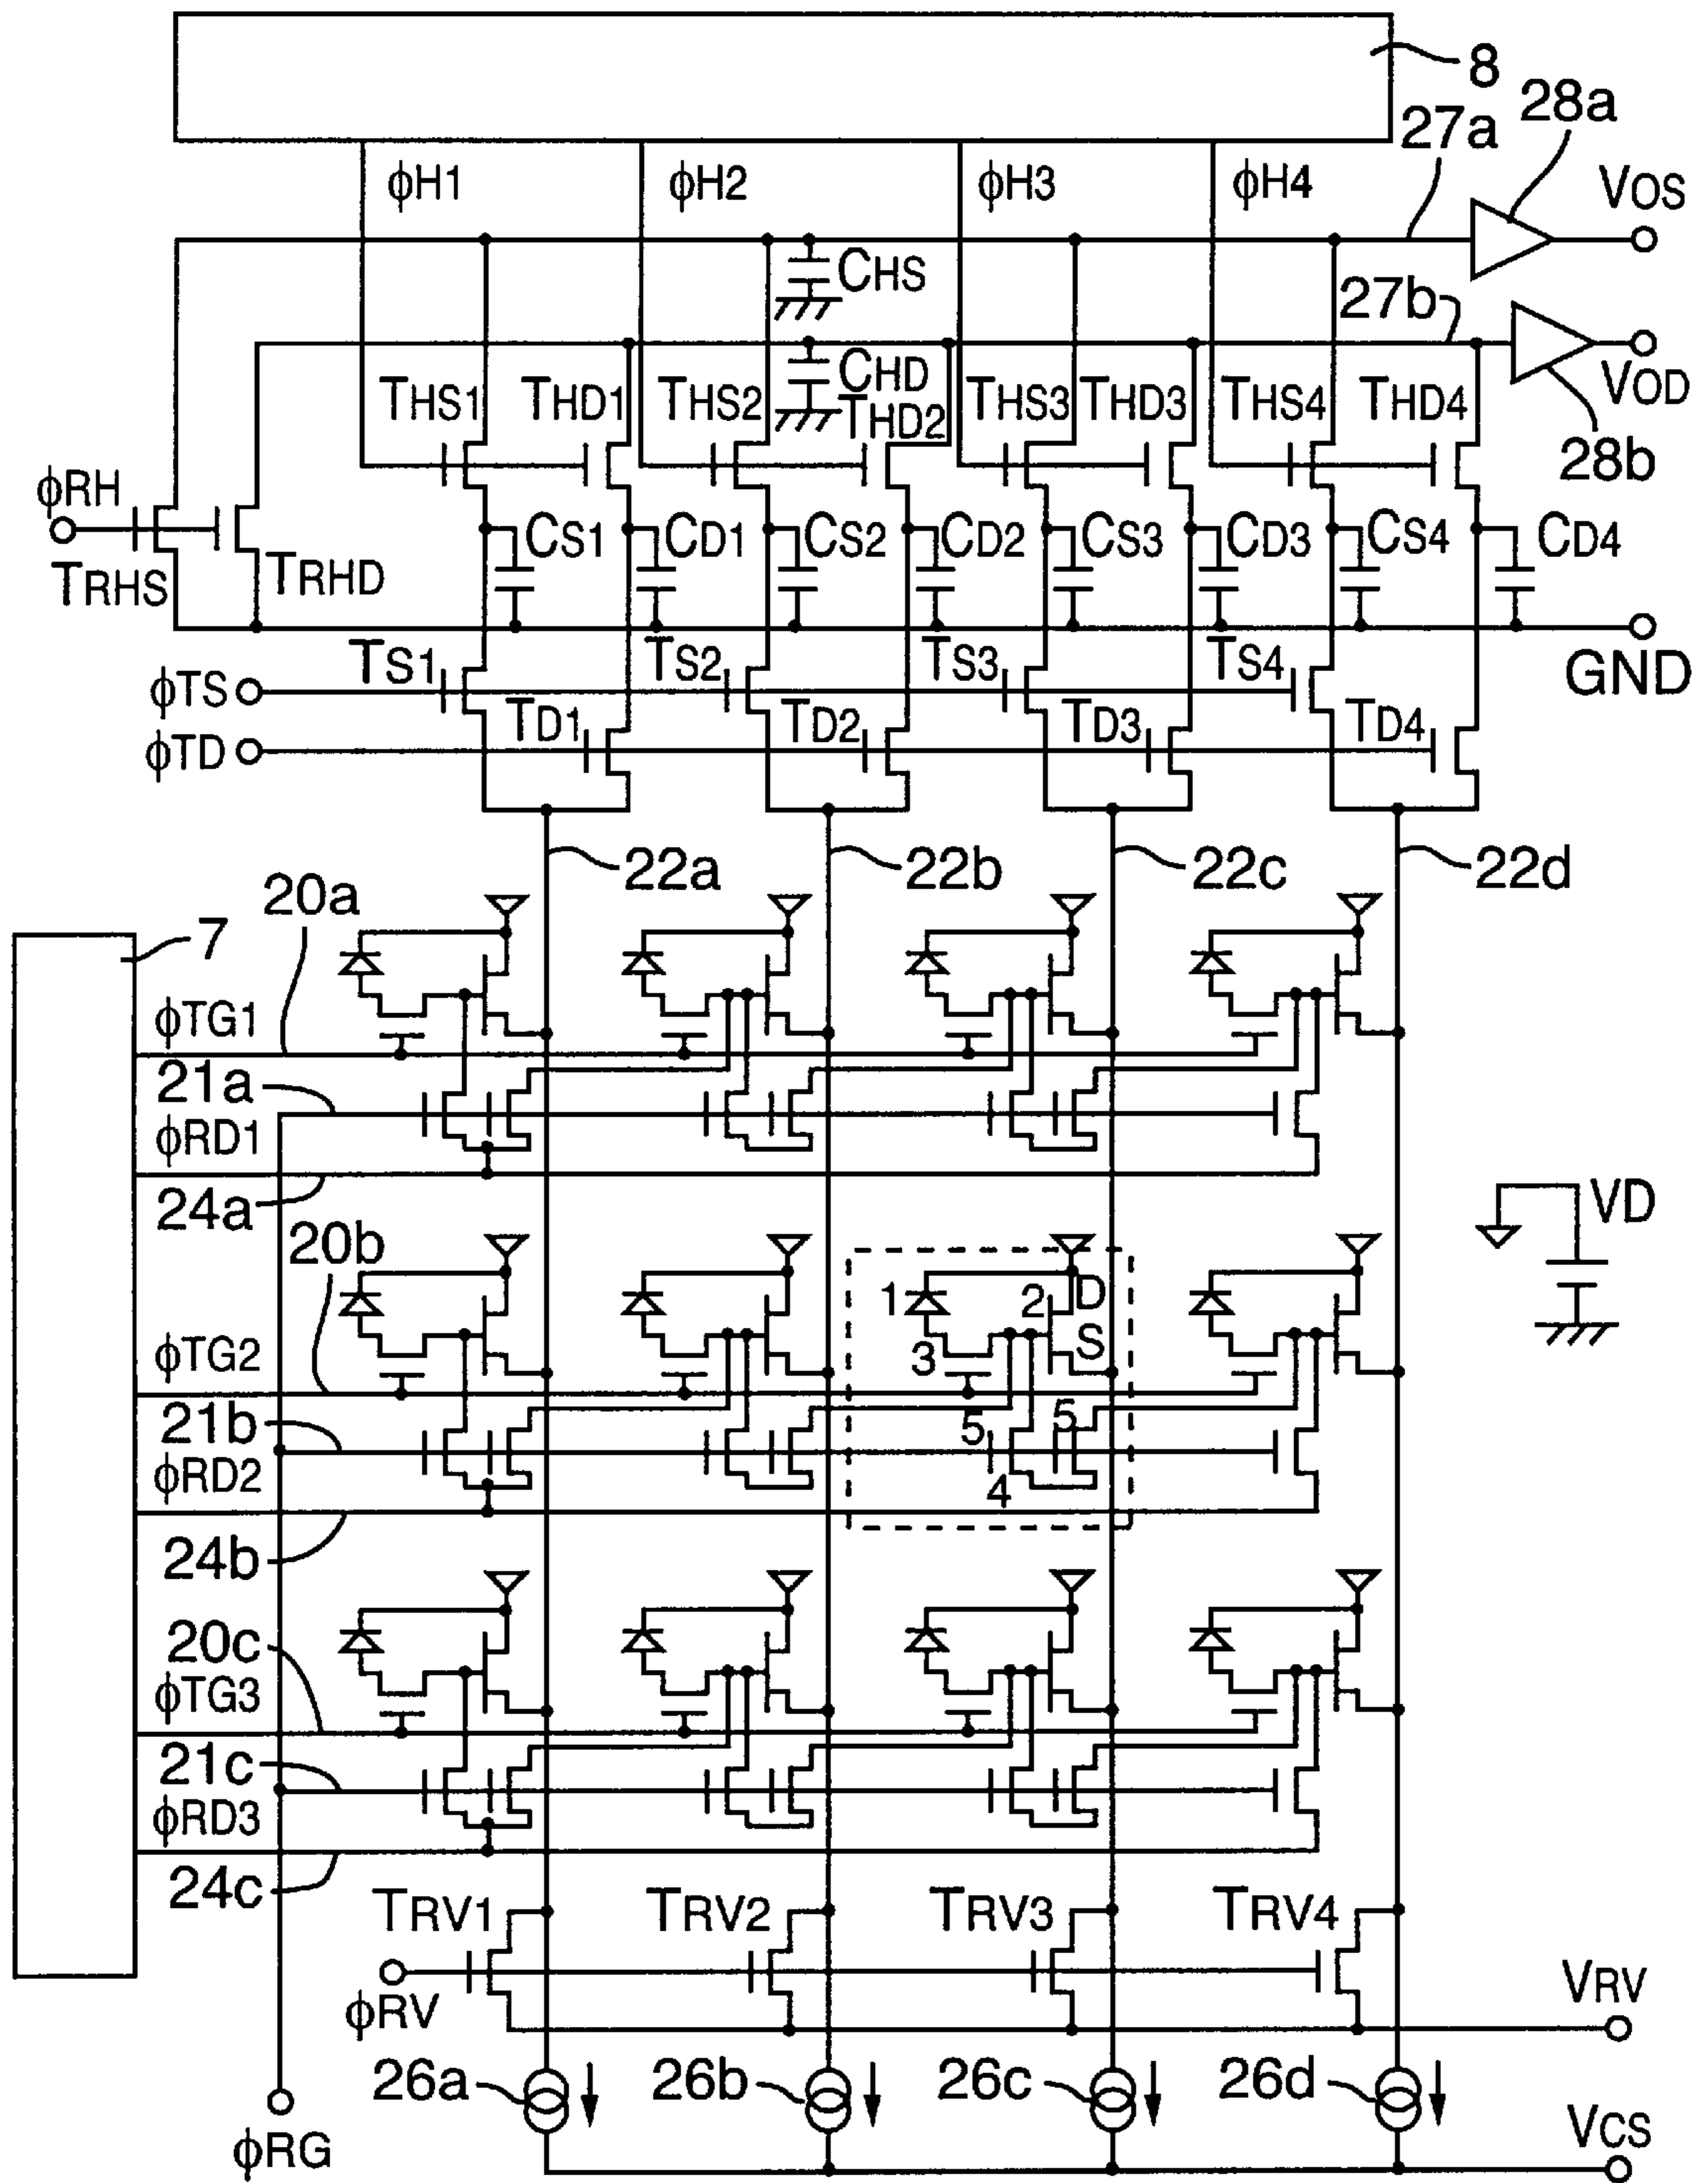 8
28a
27a
φH1 φH2 φH3 φH4 VOS
CHS
27b
CHD VOD
THS1 THD1 THS2 THD2 THS3 THD3 THS4 THD4
28b
φRH
CS1 CD1 CS2 CD2 CS3 CD3 CS4 CD4
TRHS TRHD
TS1 TS2 TS3 TS4 GND
φTS
TD1 TD2 TD3 TD4
φTD
22a 22b 22c 22d
20a
7
φTG1
21a
φRD1
24a VD
20b
1 2 D
S
φTG2 3
21b 5 5
φRD2 4
24b
20c
φTG3
21c
φRD3
24c
TRV1 TRV2 TRV3 TRV4
φRV VRV
26a 26b 26c 26d
φRG VCS